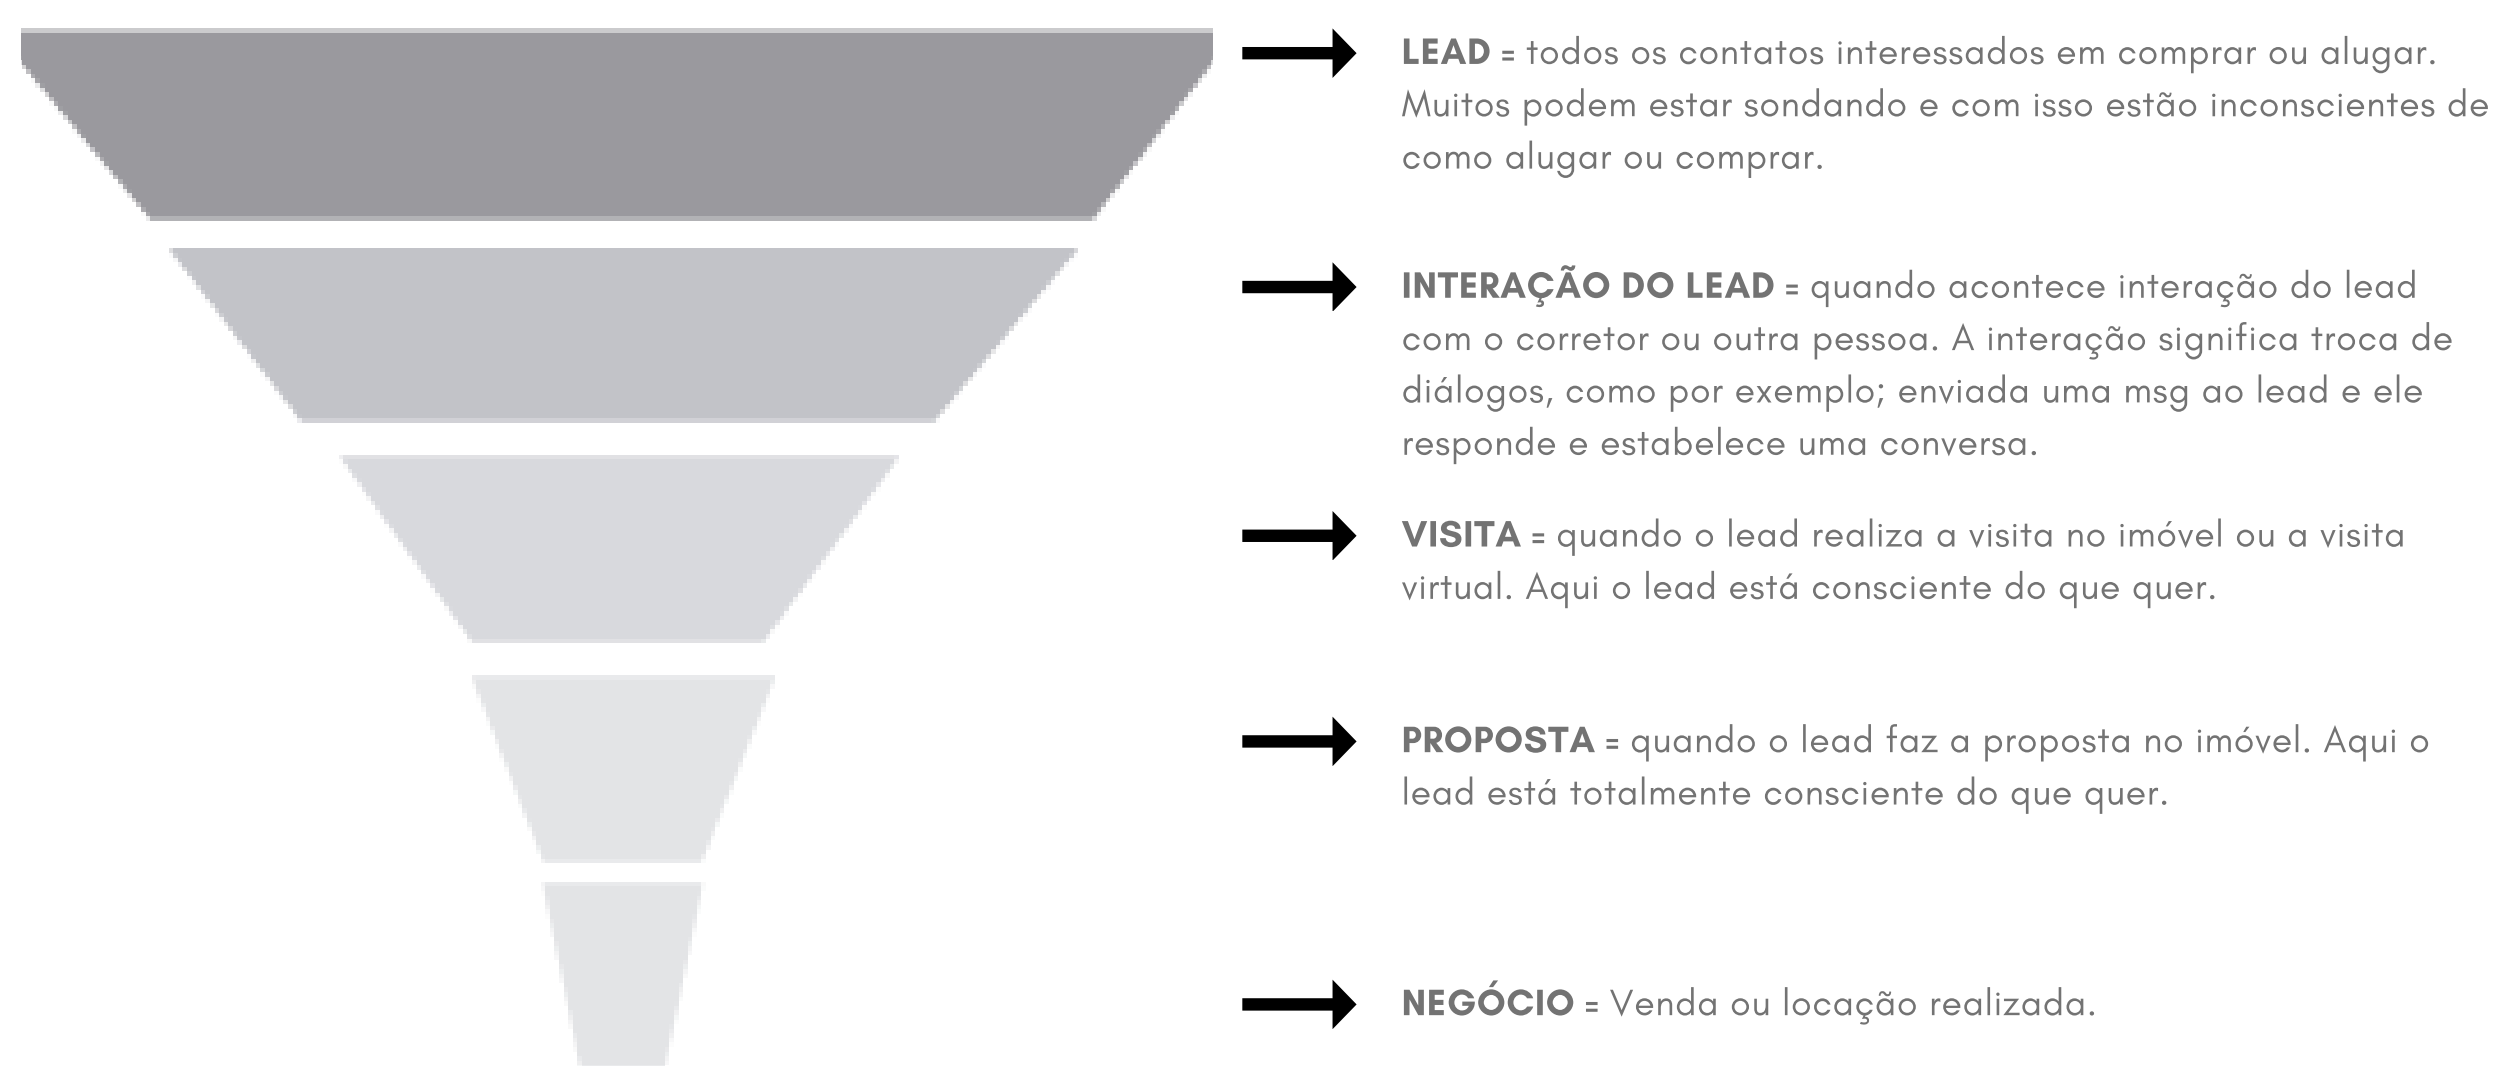 LEAD = todos os contatos interessados em comprar ou alugar.
Muitos podem estar sondando e com isso estão inconscientes de
como alugar ou comprar.
INTERAÇÃO DO LEAD = quando acontece interação do lead
com o corretor ou outra pessoa. A interação significa troca de
diálogos, como por exemplo; enviada uma msg ao lead e ele
responde e estabelece uma conversa.
VISITA = quando o lead realiza a visita no imóvel ou a visita
virtual. Aqui o lead está consciente do que quer.
PROPOSTA = quando o lead faz a proposta no imóvel. Aqui o
lead está totalmente consciente do que quer.
NEGÓCIO = Venda ou locação realizada.